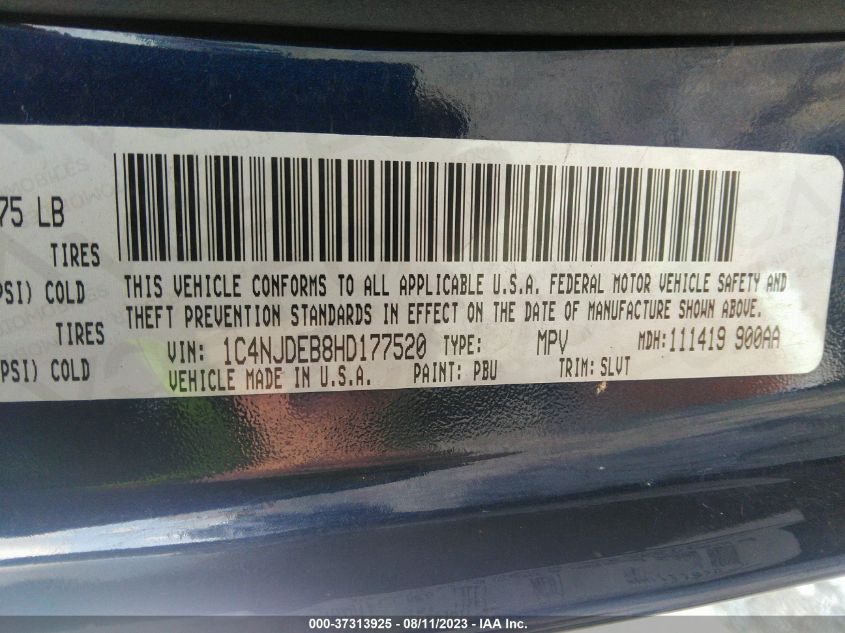 75 LB
TIRES
PSI) COLD
TIRES
PSI) COLD
THIS VEHICLE CONFORMS TO ALL APPLICABLE U.S.A. FEDERAL MOTOR VEHICLE SAFETY AND
THEFT PREVENTION STANDARDS IN EFFECT ON THE DATE OF MANUFACTURE SHOWN ABOVE.
VIN: 1C4NJDEB8HD177520 TYPE: MPV MDH:111419 900AA
VEHICLE MADE IN U.S.A. PAINT: PBU TRIM: SLVT
000-37313925 - 08/11/2023 - IAA Inc.